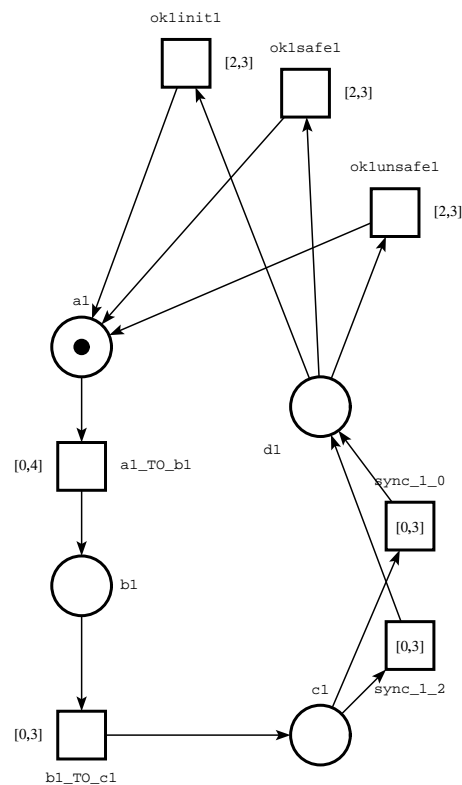 ok1init1
[2,3]
ok1safe1
[2,3]
ok1unsafe1
[2,3]
a1
[0,4]
a1_TO_b1
d1
sync_1_0
[0,3]
b1
[0,3]
sync_1_2
c1
[0,3]
b1_TO_c1